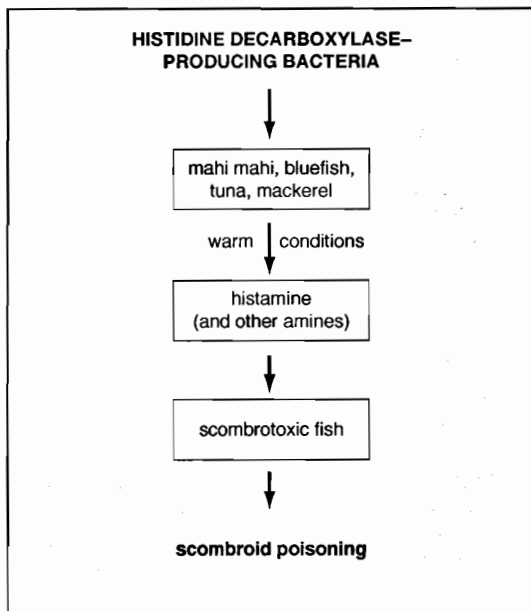 HISTIDINE DECARBOXYLASE–
PRODUCING BACTERIA
mahi mahi, bluefish,
tuna, mackerel
warm conditions
histamine
(and other amines)
scombrotoxic fish
scombroid poisoning